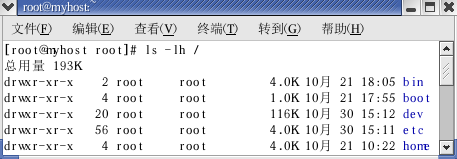 root@myhost:~
文件(F) 编辑(E) 查看(V) 终端(T) 转到(G) 帮助(H)
[root@myhost root]# ls -lh /
总用量 193K
drwxr-xr-x 2 root root 4.0K 10月 21 18:05 bin
drwxr-xr-x 4 root root 1.0K 10月 21 17:55 boot
drwxr-xr-x 20 root root 116K 10月 30 15:12 dev
drwxr-xr-x 56 root root 4.0K 10月 30 15:11 etc
drwxr-xr-x 4 root root 4.0K 10月 21 10:22 home